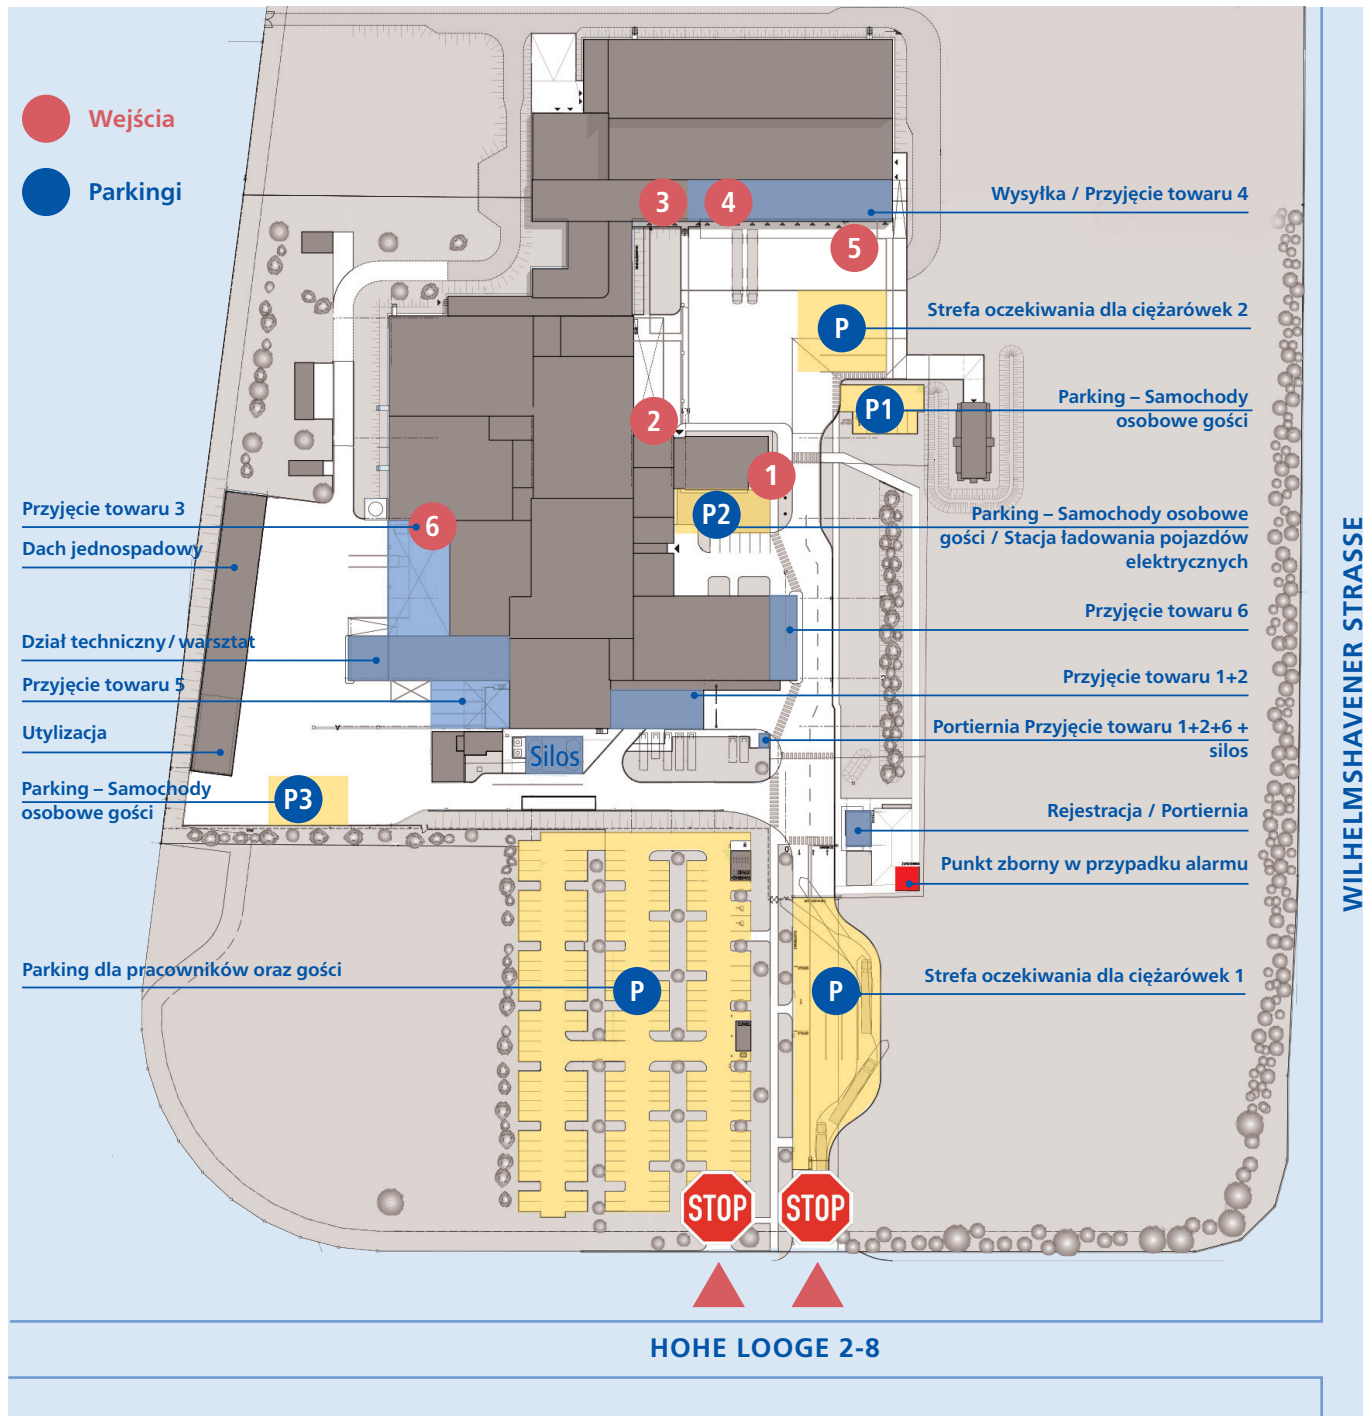 Wejścia
Parkingi
3
4
5
Wysyłka / Przyjęcie towaru 4
P
Strefa oczekiwania dla ciężarówek 2
P1
Parking – Samochody
osobowe gości
2
1
P2
Parking – Samochody osobowe
gości / Stacja ładowania pojazdów
elektrycznych
6
Przyjęcie towaru 3
Dach jednospadowy
Przyjęcie towaru 6
Dział techniczny / warsztat
Przyjęcie towaru 5
Przyjęcie towaru 1+2
Utylizacja
Portiernia Przyjęcie towaru 1+2+6 +
silos
Silos
Parking – Samochody
osobowe gości
P3
Rejestracja / Portiernia
Punkt zborny w przypadku alarmu
Parking dla pracowników oraz gości
P
P
Strefa oczekiwania dla ciężarówek 1
STOP
STOP
HOHE LOOGE 2-8
WILHELMSHAVENER STRASSE